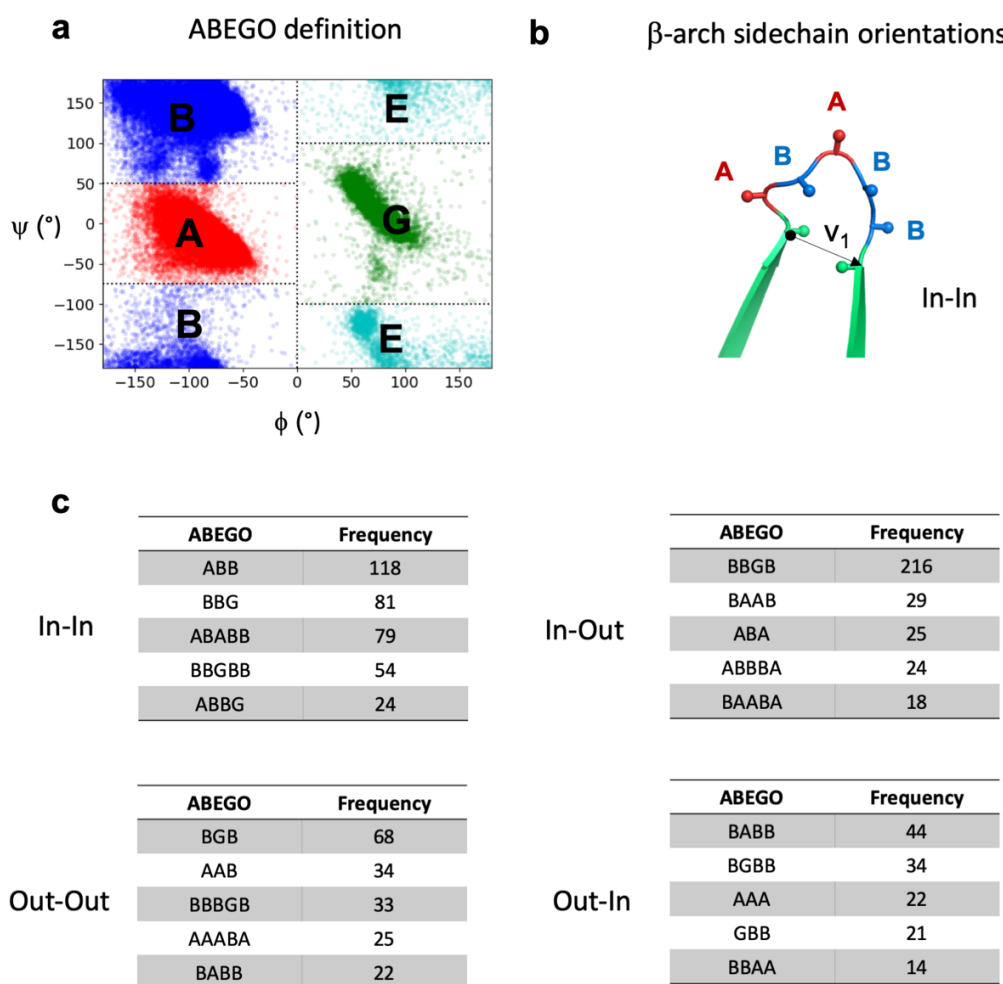 a
ABEGO definition
B
E
A
G
B
E
150
100
50
0
−50
−100
−150
ψ (°)
−150
−100
−50
0
50
100
150
ϕ (°)
b
β-arch sidechain orientations
A
B
A
B
B
V1
In-In
c
In-In
ABEGO Frequency
ABB 118
BBG 81
ABABB 79
BBGBB 54
ABBG 24
In-Out
ABEGO Frequency
BBGB 216
BAAB 29
ABA 25
ABBBA 24
BAABA 18
Out-Out
ABEGO Frequency
BGB 68
AAB 34
BBBGB 33
AAABA 25
BABB 22
Out-In
ABEGO Frequency
BABB 44
BGBB 34
AAA 22
GBB 21
BBAA 14